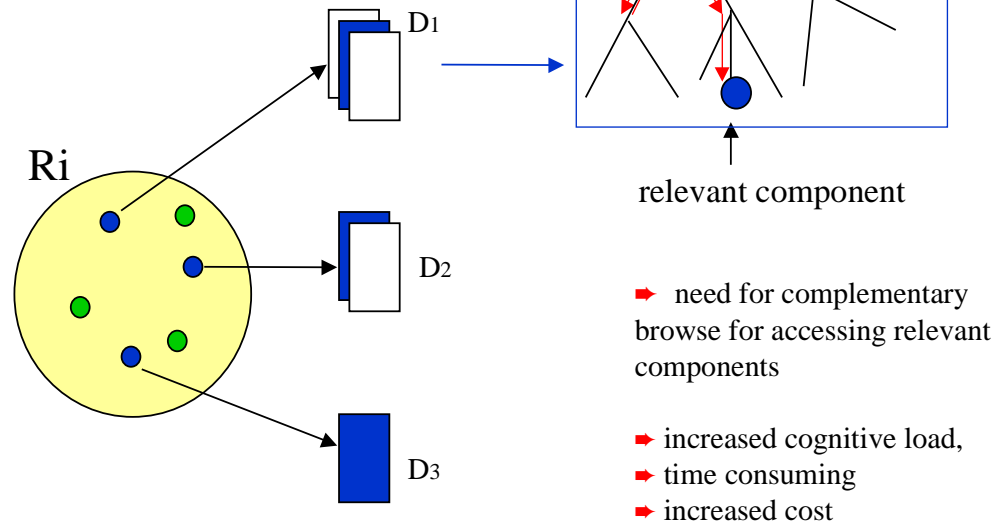 D1
Ri
relevant component
D2
➨ need for complementary
browse for accessing relevant
components
➨ increased cognitive load,
D3
➨ time consuming
➨ increased cost